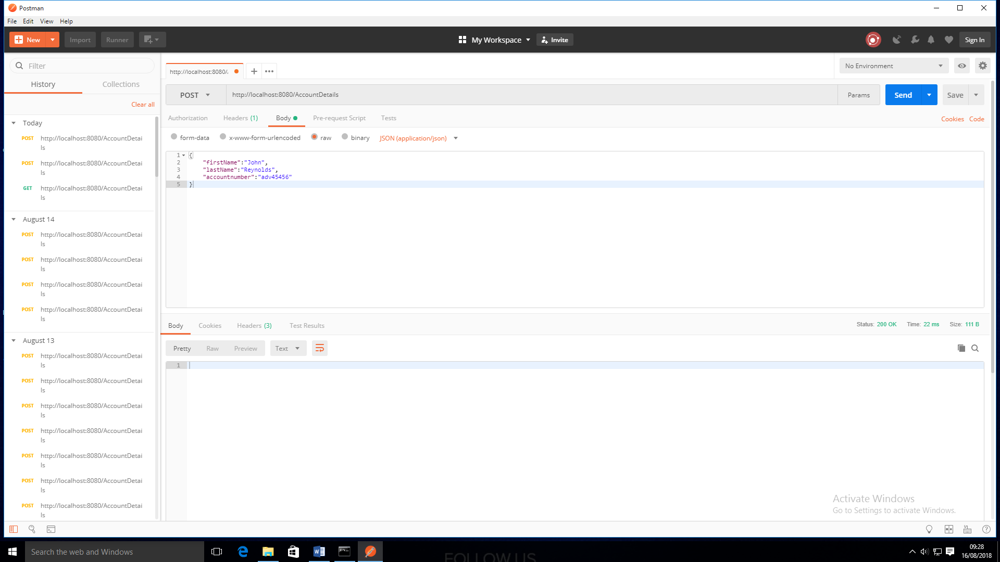 Postman
File Edit View Help
New Import Runner My Workspace Invite Sign In
Filter
History Collections
Clear all
Today
POST http://localhost:8080/AccountDetai
ls
POST http://localhost:8080/AccountDetai
ls
GET http://localhost:8080/AccountDetai
ls
August 14
POST http://localhost:8080/AccountDetai
ls
POST http://localhost:8080/AccountDetai
ls
POST http://localhost:8080/AccountDetai
ls
POST http://localhost:8080/AccountDetai
ls
August 13
POST http://localhost:8080/AccountDetai
ls
POST http://localhost:8080/AccountDetai
ls
POST http://localhost:8080/AccountDetai
ls
POST http://localhost:8080/AccountDetai
ls
POST http://localhost:8080/AccountDetai
ls
POST http://localhost:8080/AccountDetai
ls
POST http://localhost:8080/AccountDetai
ls
http://localhost:8080/ No Environment
POST http://localhost:8080/AccountDetails Params Send Save
Authorization Headers (1) Body Pre-request Script Tests Cookies Code
form-data x-www-form-urlencoded raw binary JSON (application/json)
1 {
2 "firstName":"John",
3 "lastName":"Reynolds",
4 "accountnumber":"adv45456"
5 }
Body Cookies Headers (3) Test Results Status: 200 OK Time: 22 ms Size: 111 B
Pretty Raw Preview Text
1
Activate Windows
Go to Settings to activate Windows.
Search the web and Windows
FOLLOW US
09:28
16/08/2018